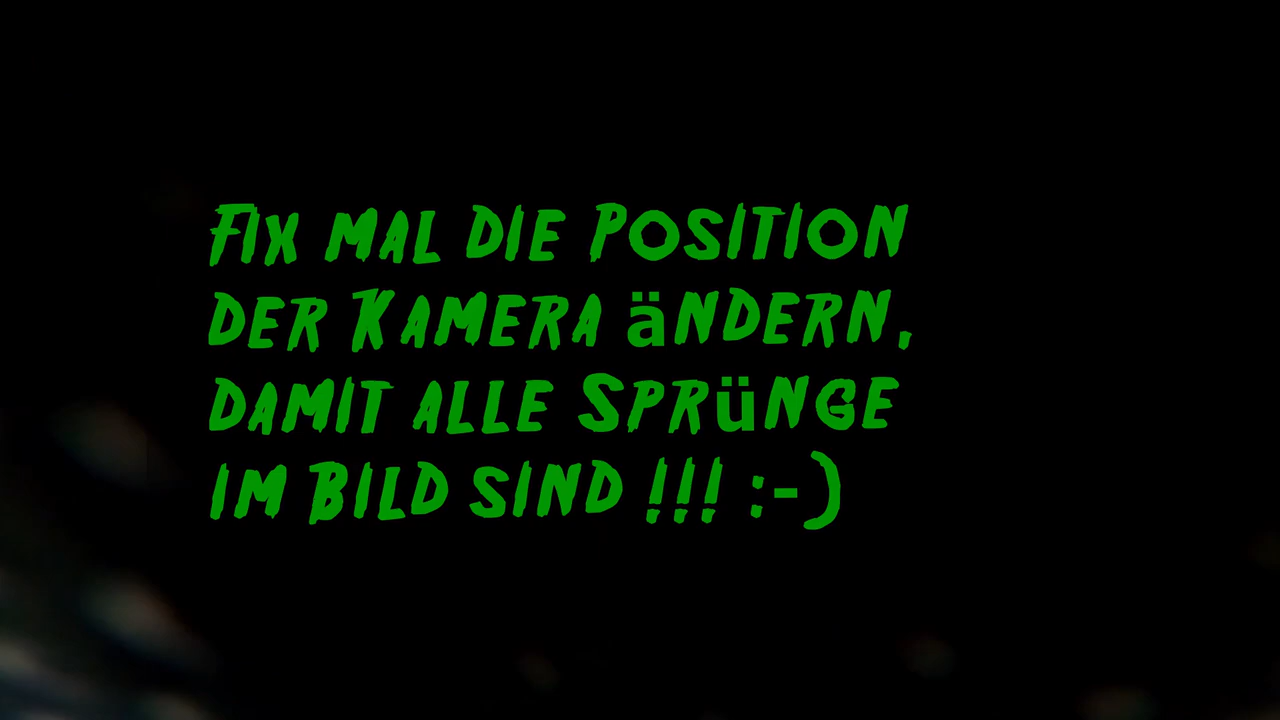 Fix mal die Position
der Kamera ändern,
damit alle Sprünge
im Bild sind !!! :-)